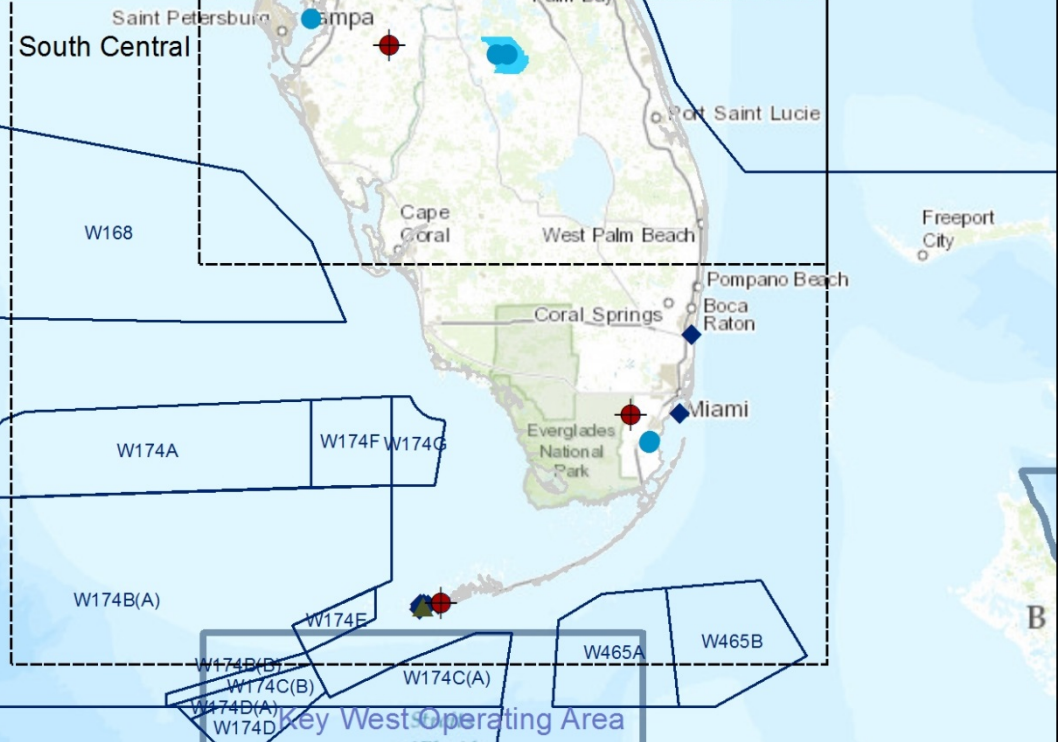 Palm Bay
Saint Petersburg
Tampa
South Central
Port Saint Lucie
W168
Cape
Coral
West Palm Beach
Freeport
City
Pompano Beach
Coral Springs
Boca
Raton
Miami
W174A
W174F
W174G
Everglades
National
Park
W174B(A)
W174E
W465A
W465B
B
W174B(B)
W174C(B)
W174C(A)
W174D(A)
W174D
Key West Operating Area